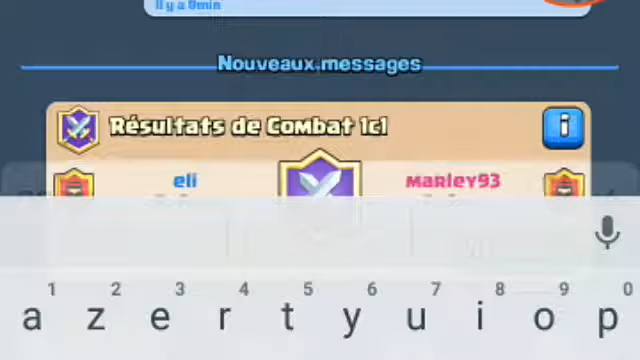 Il y a 0min
Nouveaux messages
Résultats de Combat 1c1
i
eli
marley93
1 2 3 4 5 6 7 8 9 0
a z e r t y u i o p